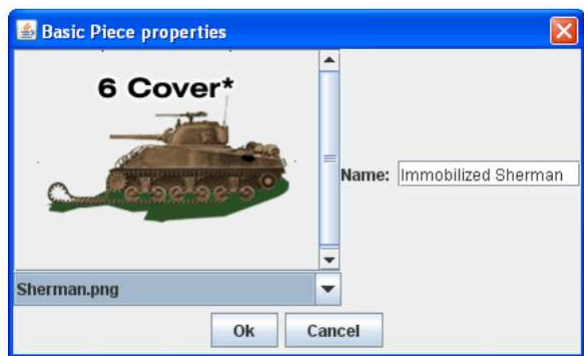 Basic Piece properties
6 Cover*
Name: Immobilized Sherman
Sherman.png
Ok Cancel